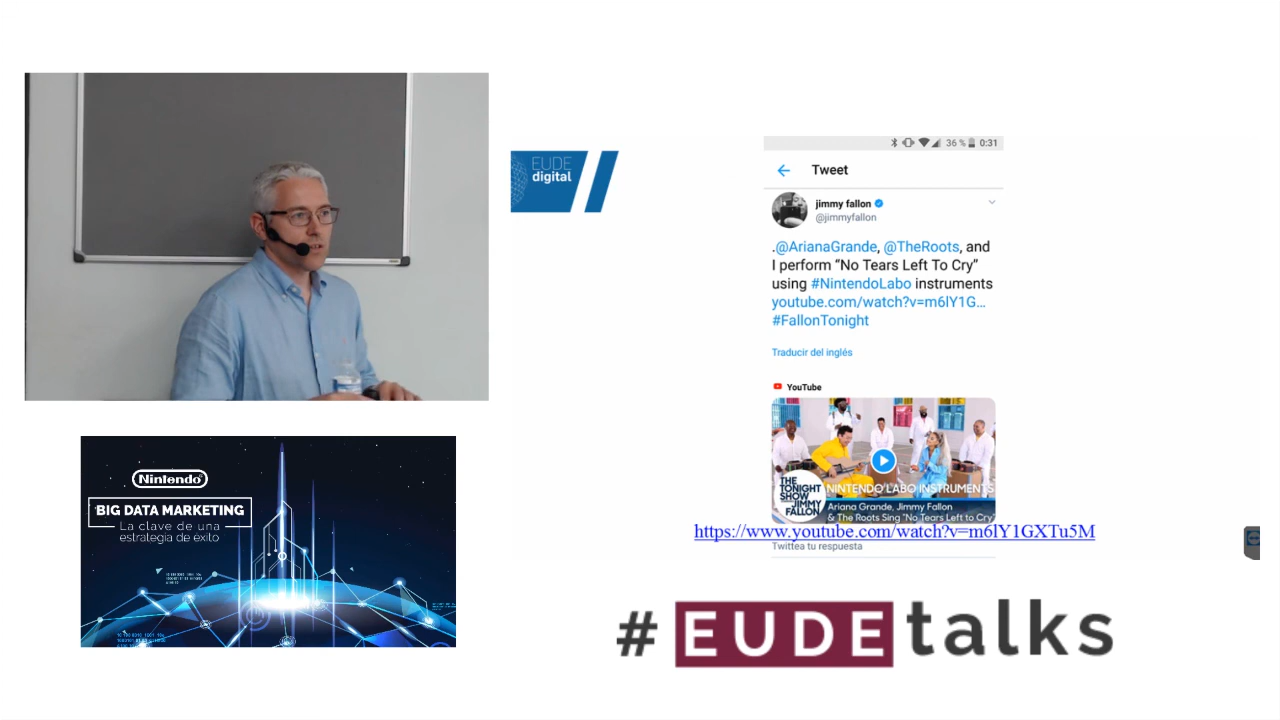 EUDE
digital
36 % 0:31
Tweet
jimmy fallon
@jimmyfallon
.@ArianaGrande, @TheRoots, and
I perform “No Tears Left To Cry”
using #NintendoLabo instruments
youtube.com/watch?v=m6lY1G...
#FallonTonight
Traducir del inglés
YouTube
THE
TONIGHT
SHOW
JIMMY
FALLON
NINTENDO LABO INSTRUMENTS
Ariana Grande, Jimmy Fallon
& The Roots Sing "No Tears Left to Cry"
https://www.youtube.com/watch?v=m6lY1GXTu5M
Twittea tu respuesta
Nintendo
BIG DATA MARKETING
La clave de una
estrategia de éxito
# EUDE talks